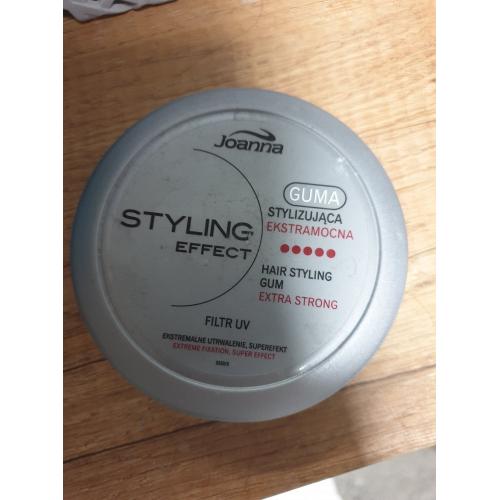 Joanna
GUMA
STYLIZUJĄCA
EKSTRAMOCNA
STYLING
EFFECT
HAIR STYLING
GUM
EXTRA STRONG
FILTR UV
EKSTREMALNE UTRWALENIE, SUPEREFEKT
EXTREME FIXATION, SUPER EFFECT